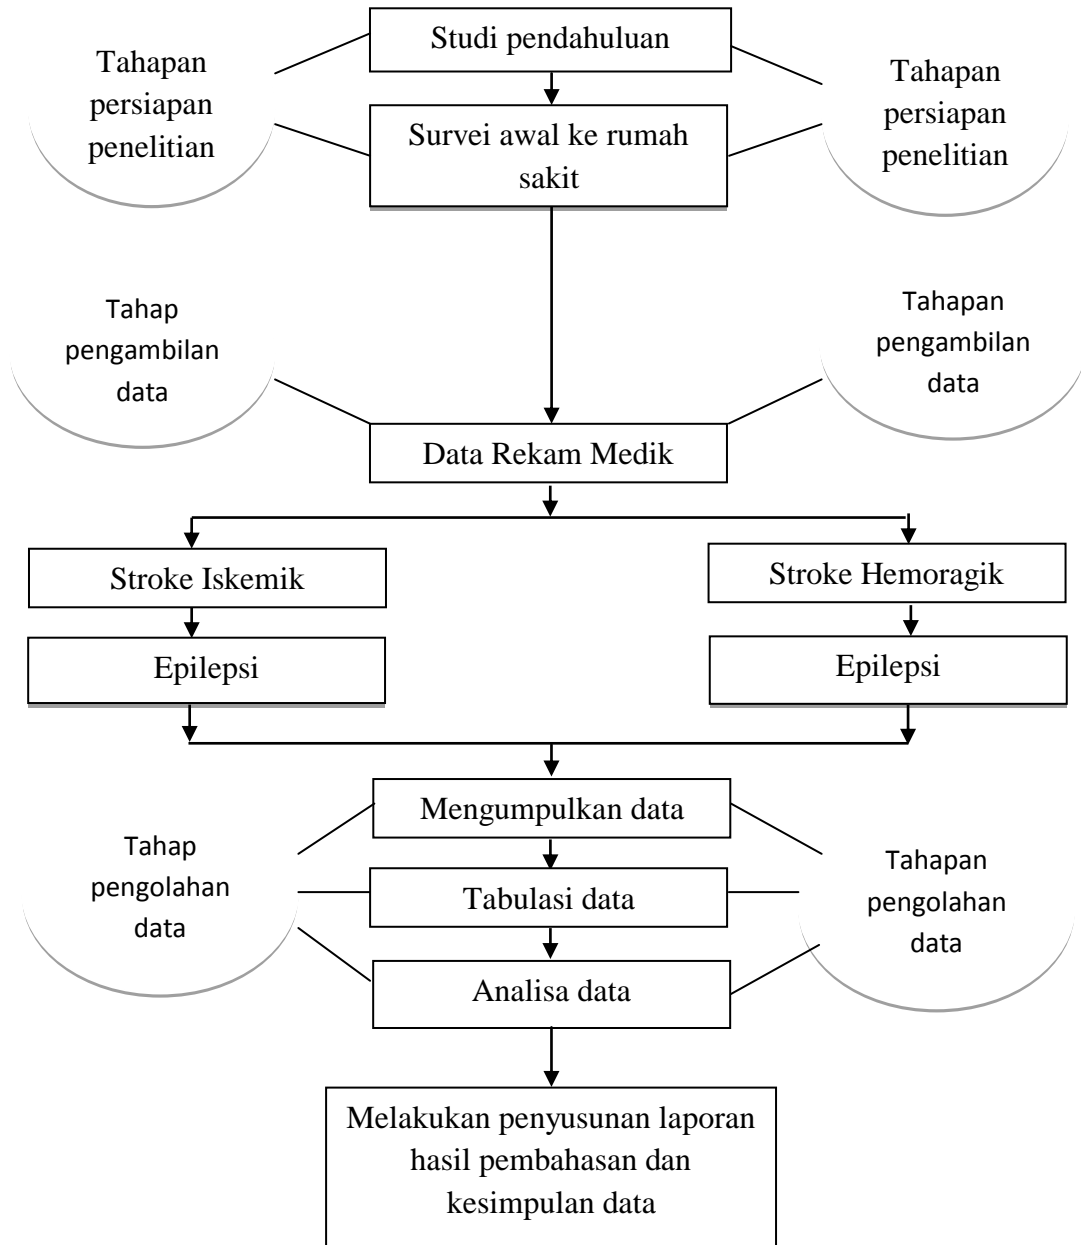 Studi pendahuluan
Tahapan
persiapan
penelitian
Tahapan
persiapan
penelitian
Survei awal ke rumah
sakit
Tahap
pengambilan
data
Tahapan
pengambilan
data
Data Rekam Medik
Stroke Iskemik
Stroke Hemoragik
Epilepsi
Epilepsi
Mengumpulkan data
Tahap
pengolahan
data
Tahapan
pengolahan
data
Tabulasi data
Analisa data
Melakukan penyusunan laporan
hasil pembahasan dan
kesimpulan data